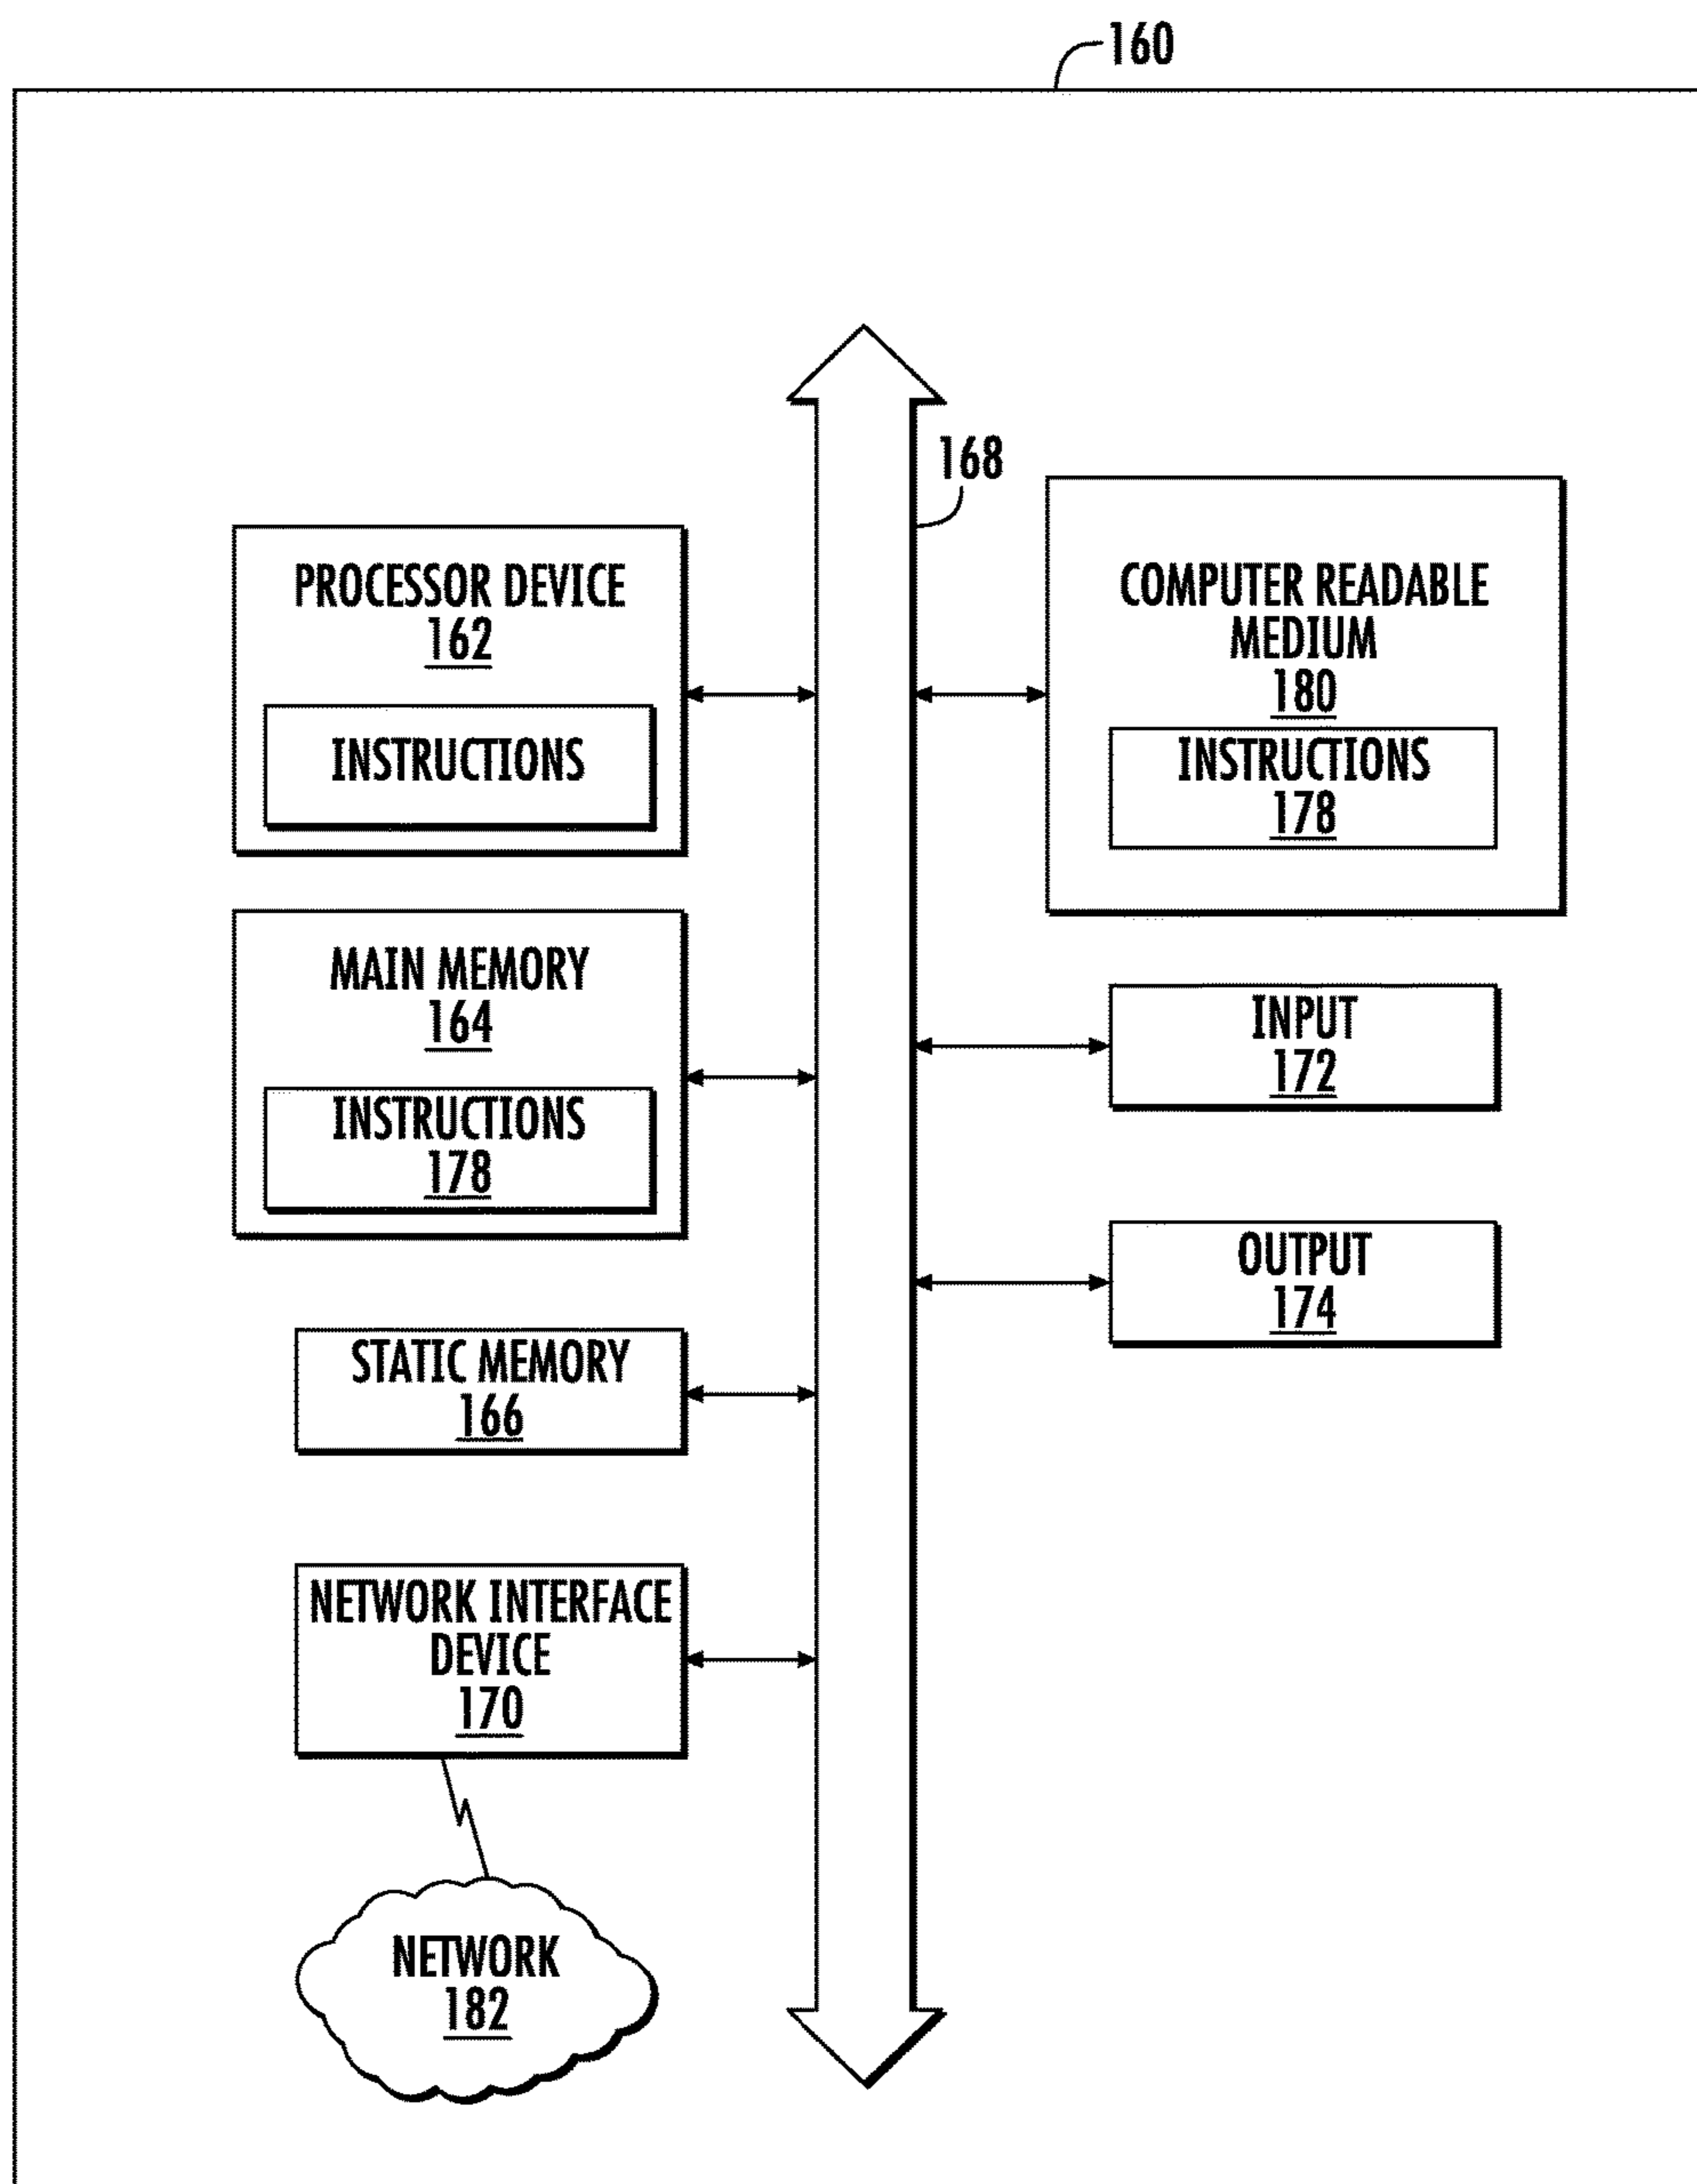 160
168
PROCESSOR DEVICE
162
INSTRUCTIONS
MAIN MEMORY
164
INSTRUCTIONS
178
STATIC MEMORY
166
NETWORK INTERFACE
DEVICE
170
NETWORK
182
COMPUTER READABLE
MEDIUM
180
INSTRUCTIONS
178
INPUT
172
OUTPUT
174